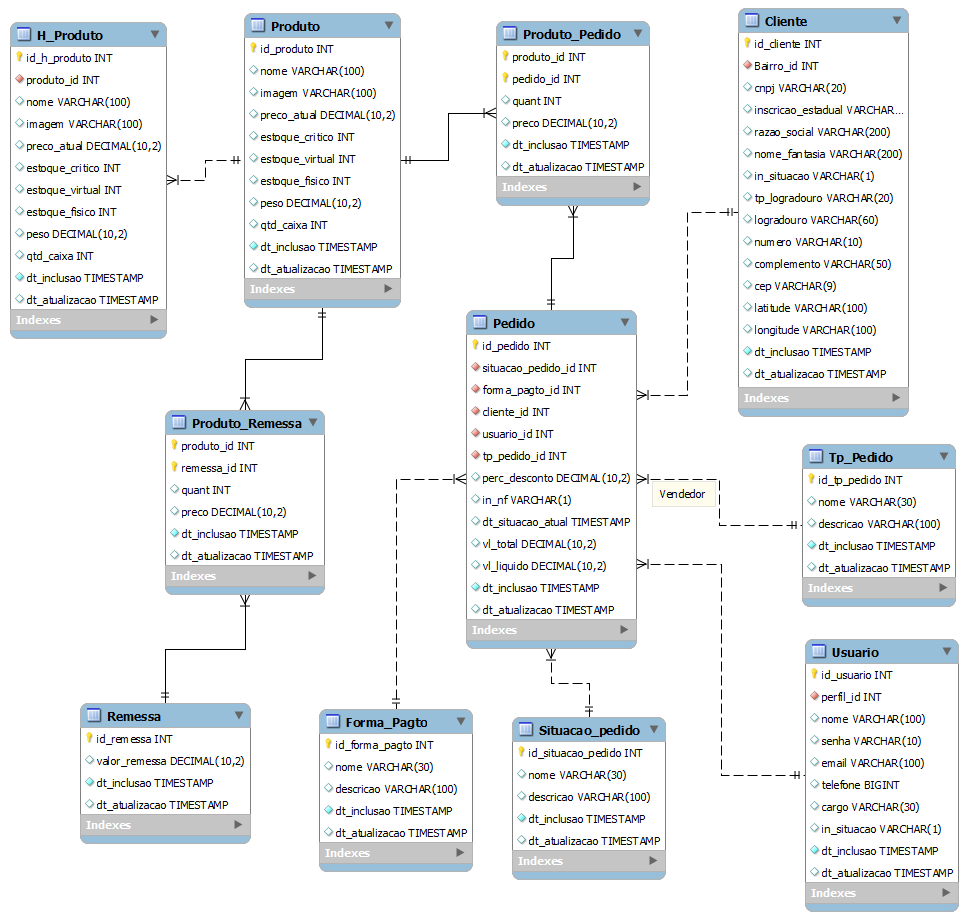 H_Produto
id_h_produto INT
produto_id INT
nome VARCHAR(100)
imagem VARCHAR(100)
preco_atual DECIMAL(10,2)
estoque_critico INT
estoque_virtual INT
estoque_fisico INT
peso DECIMAL(10,2)
qtd_caixa INT
dt_inclusao TIMESTAMP
dt_atualizacao TIMESTAMP
Indexes
Produto
id_produto INT
nome VARCHAR(100)
imagem VARCHAR(100)
preco_atual DECIMAL(10,2)
estoque_critico INT
estoque_virtual INT
estoque_fisico INT
peso DECIMAL(10,2)
qtd_caixa INT
dt_inclusao TIMESTAMP
dt_atualizacao TIMESTAMP
Indexes
Produto_Pedido
produto_id INT
pedido_id INT
quant INT
preco DECIMAL(10,2)
dt_inclusao TIMESTAMP
dt_atualizacao TIMESTAMP
Indexes
Cliente
id_cliente INT
Bairro_id INT
cnpj VARCHAR(20)
inscricao_estadual VARCHAR...
razao_social VARCHAR(200)
nome_fantasia VARCHAR(200)
in_situacao VARCHAR(1)
tp_logradouro VARCHAR(20)
logradouro VARCHAR(60)
numero VARCHAR(10)
complemento VARCHAR(50)
cep VARCHAR(9)
latitude VARCHAR(100)
longitude VARCHAR(100)
dt_inclusao TIMESTAMP
dt_atualizacao TIMESTAMP
Indexes
Pedido
id_pedido INT
situacao_pedido_id INT
forma_pagto_id INT
cliente_id INT
usuario_id INT
tp_pedido_id INT
perc_desconto DECIMAL(10,2)
in_nf VARCHAR(1)
dt_situacao_atual TIMESTAMP
vl_total DECIMAL(10,2)
vl_liquido DECIMAL(10,2)
dt_inclusao TIMESTAMP
dt_atualizacao TIMESTAMP
Indexes
Vendedor
Produto_Remessa
produto_id INT
remessa_id INT
quant INT
preco DECIMAL(10,2)
dt_inclusao TIMESTAMP
dt_atualizacao TIMESTAMP
Indexes
Tp_Pedido
id_tp_pedido INT
nome VARCHAR(30)
descricao VARCHAR(100)
dt_inclusao TIMESTAMP
dt_atualizacao TIMESTAMP
Indexes
Remessa
id_remessa INT
valor_remessa DECIMAL(10,2)
dt_inclusao TIMESTAMP
dt_atualizacao TIMESTAMP
Indexes
Forma_Pagto
id_forma_pagto INT
nome VARCHAR(30)
descricao VARCHAR(100)
dt_inclusao TIMESTAMP
dt_atualizacao TIMESTAMP
Indexes
Situacao_pedido
id_situacao_pedido INT
nome VARCHAR(30)
descricao VARCHAR(100)
dt_inclusao TIMESTAMP
dt_atualizacao TIMESTAMP
Indexes
Usuario
id_usuario INT
perfil_id INT
nome VARCHAR(100)
senha VARCHAR(10)
email VARCHAR(100)
telefone BIGINT
cargo VARCHAR(30)
in_situacao VARCHAR(1)
dt_inclusao TIMESTAMP
dt_atualizacao TIMESTAMP
Indexes